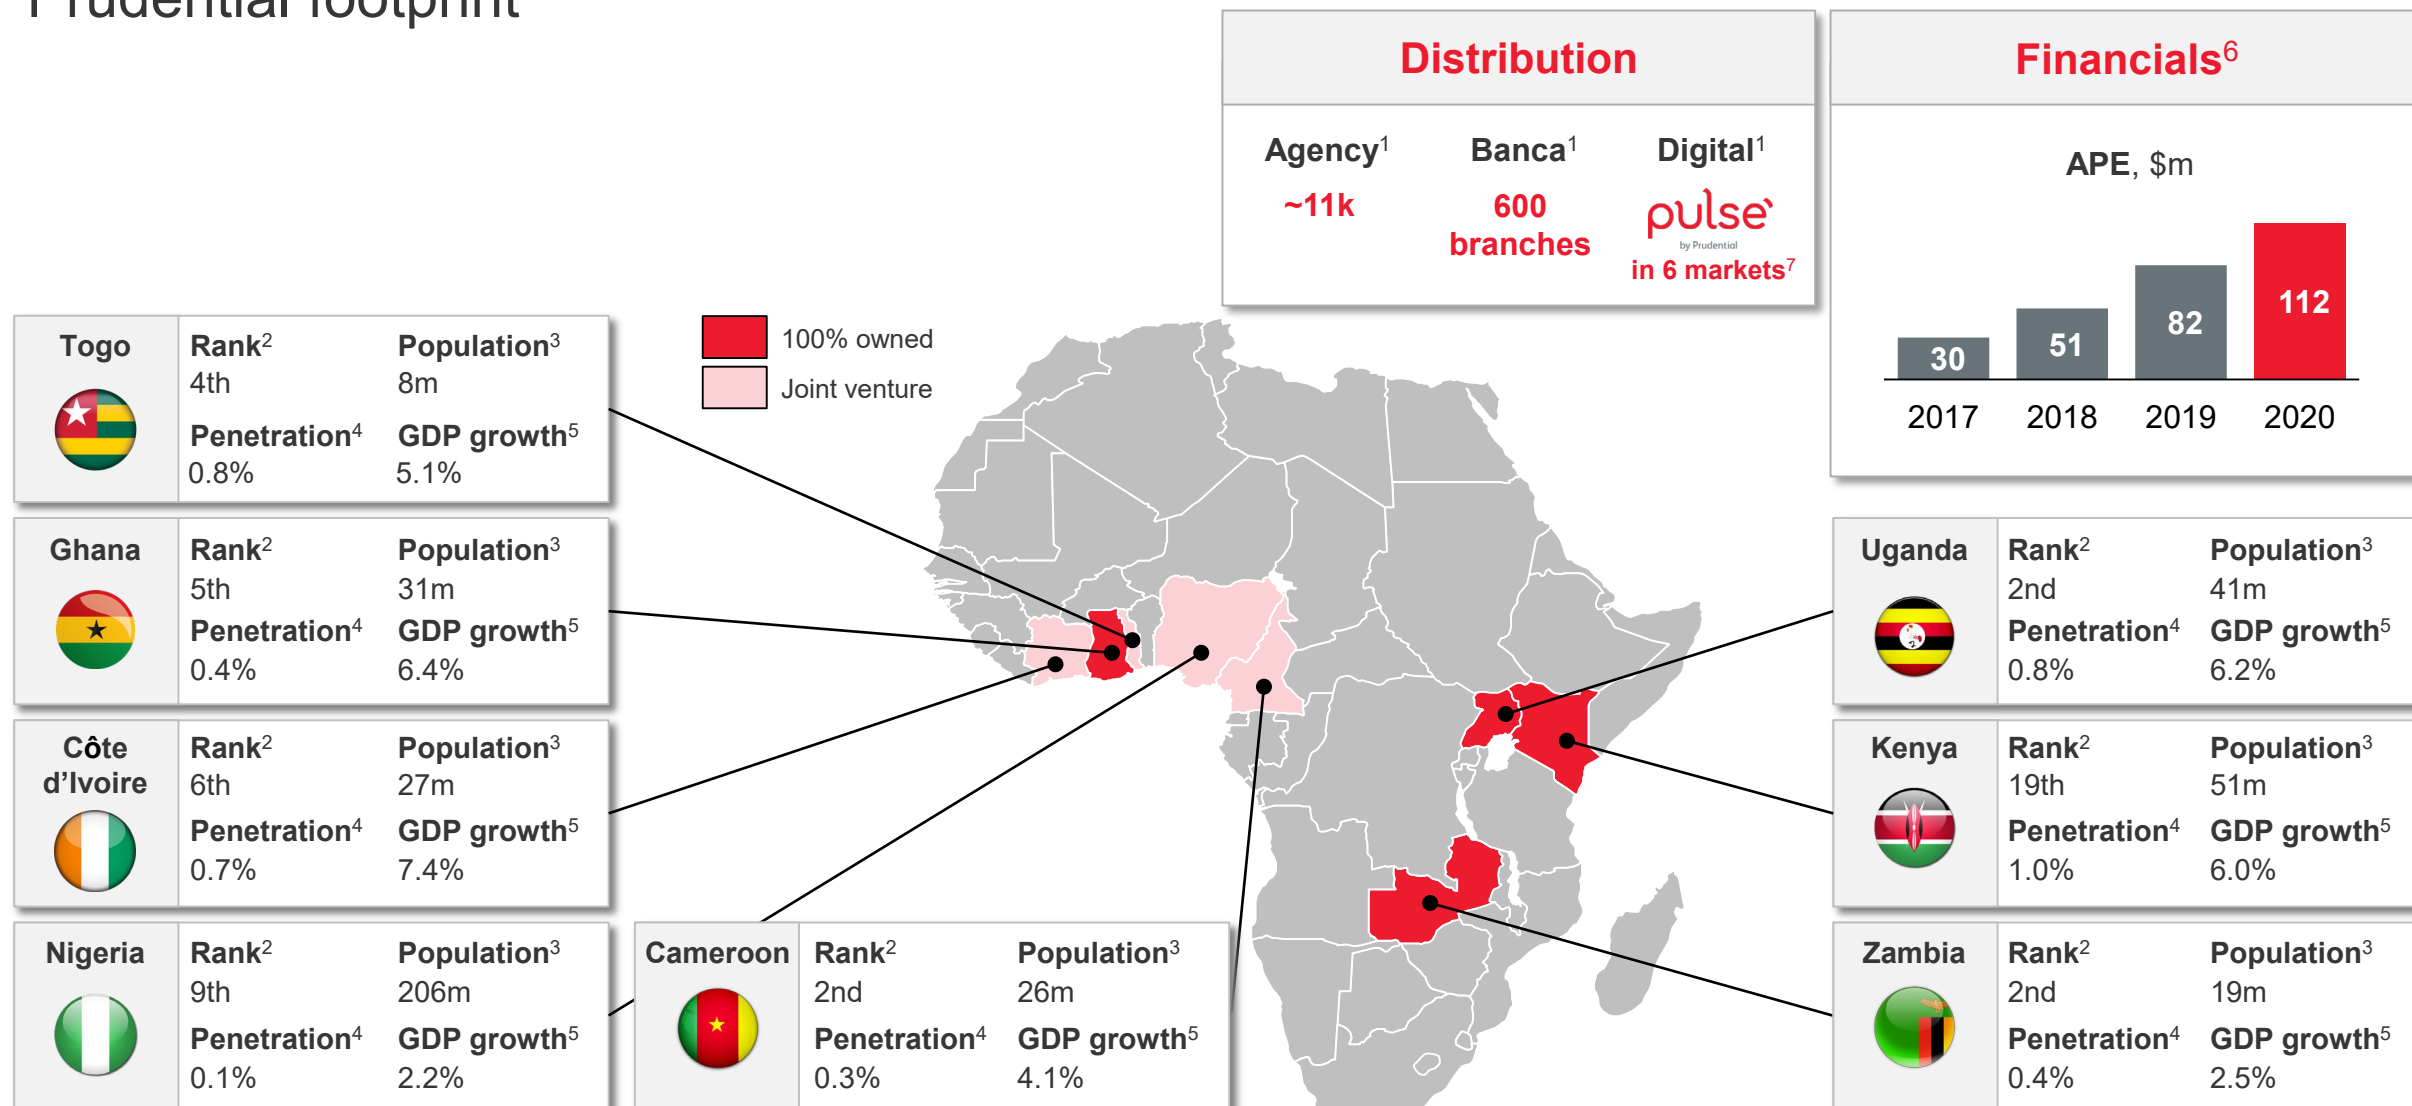 Prudential footprint
Distribution
Agency¹ Banca¹ Digital¹
~11k 600 branches pulse by Prudential in 6 markets⁷
Financials⁶
APE, $m
30 51 82 112
2017 2018 2019 2020
100% owned
Joint venture
Togo
Rank² Population³
4th 8m
Penetration⁴ GDP growth⁵
0.8% 5.1%
Ghana
Rank² Population³
5th 31m
Penetration⁴ GDP growth⁵
0.4% 6.4%
Côte
d’Ivoire
Rank² Population³
6th 27m
Penetration⁴ GDP growth⁵
0.7% 7.4%
Nigeria
Rank² Population³
9th 206m
Penetration⁴ GDP growth⁵
0.1% 2.2%
Cameroon
Rank² Population³
2nd 26m
Penetration⁴ GDP growth⁵
0.3% 4.1%
Uganda
Rank² Population³
2nd 41m
Penetration⁴ GDP growth⁵
0.8% 6.2%
Kenya
Rank² Population³
19th 51m
Penetration⁴ GDP growth⁵
1.0% 6.0%
Zambia
Rank² Population³
2nd 19m
Penetration⁴ GDP growth⁵
0.4% 2.5%